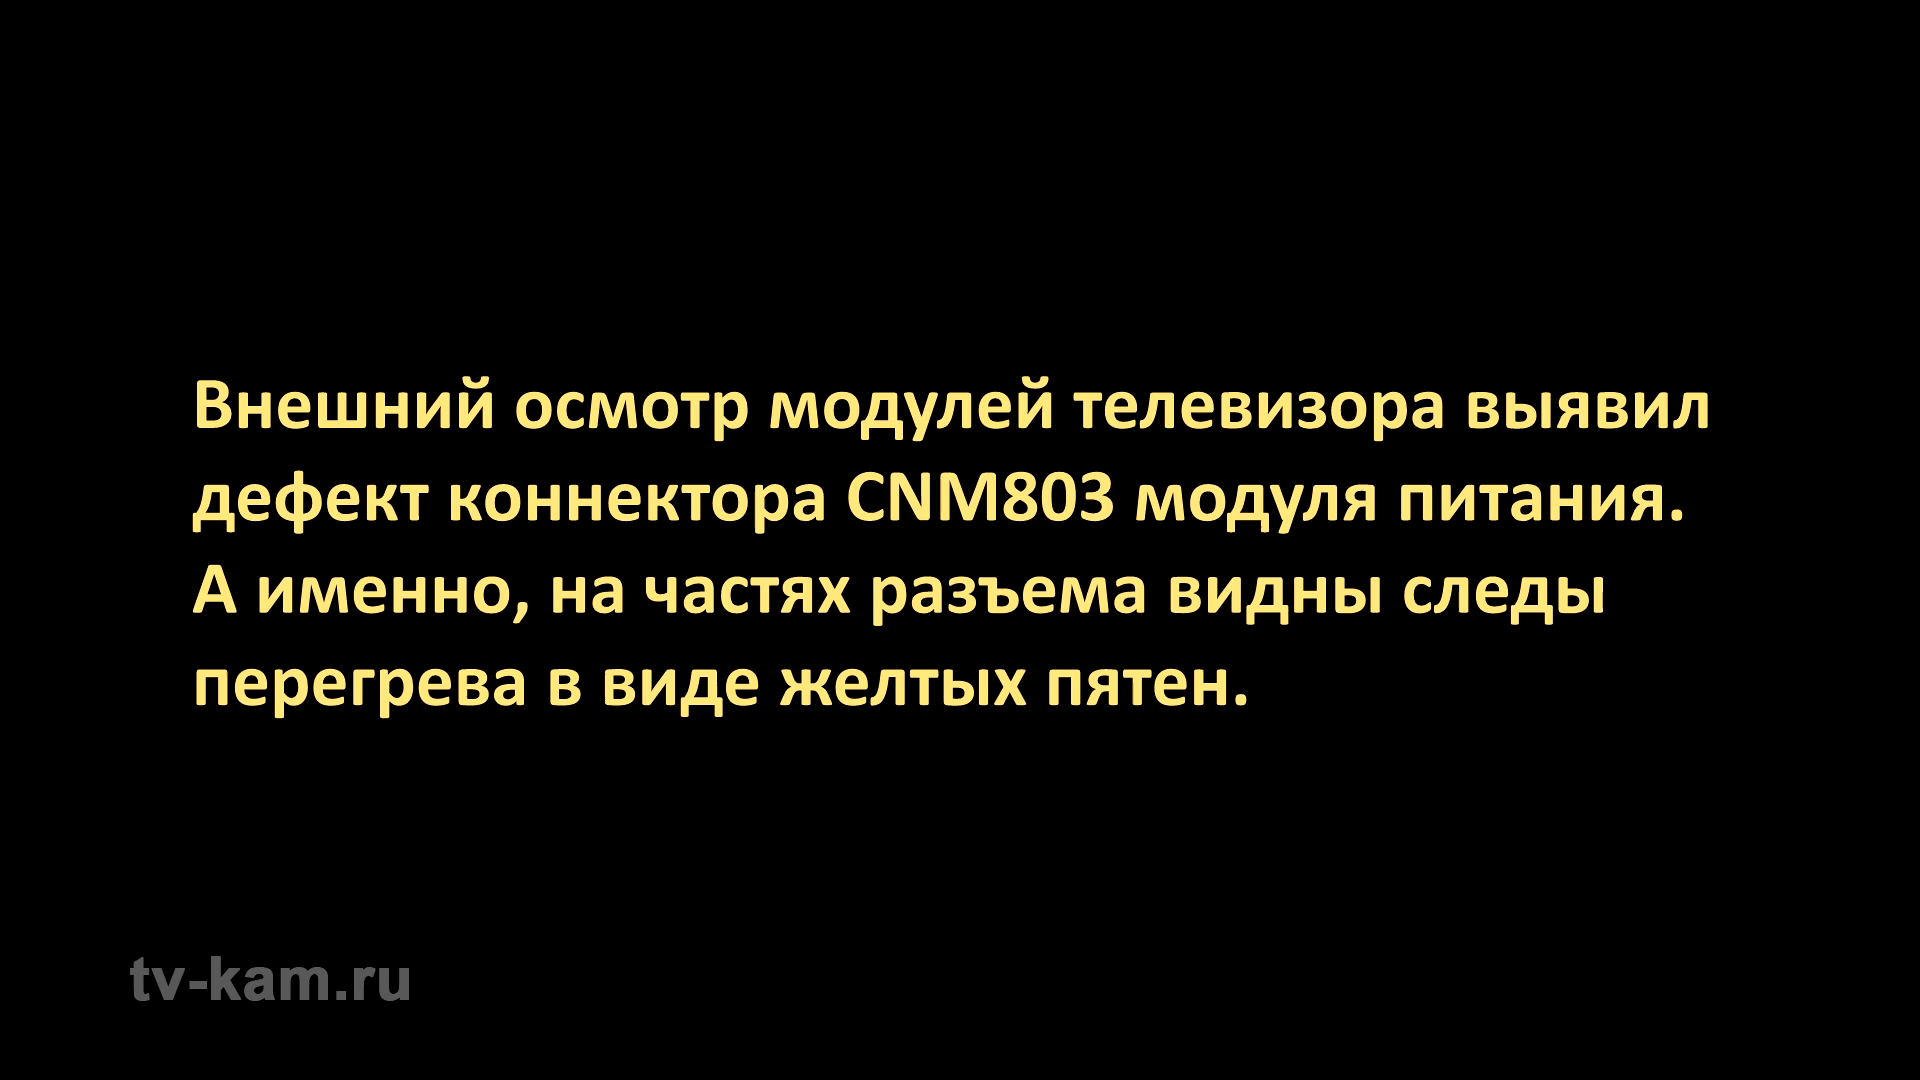 Внешний осмотр модулей телевизора выявил
дефект коннектора CNM803 модуля питания.
А именно, на частях разъема видны следы
перегрева в виде желтых пятен.
tv-kam.ru